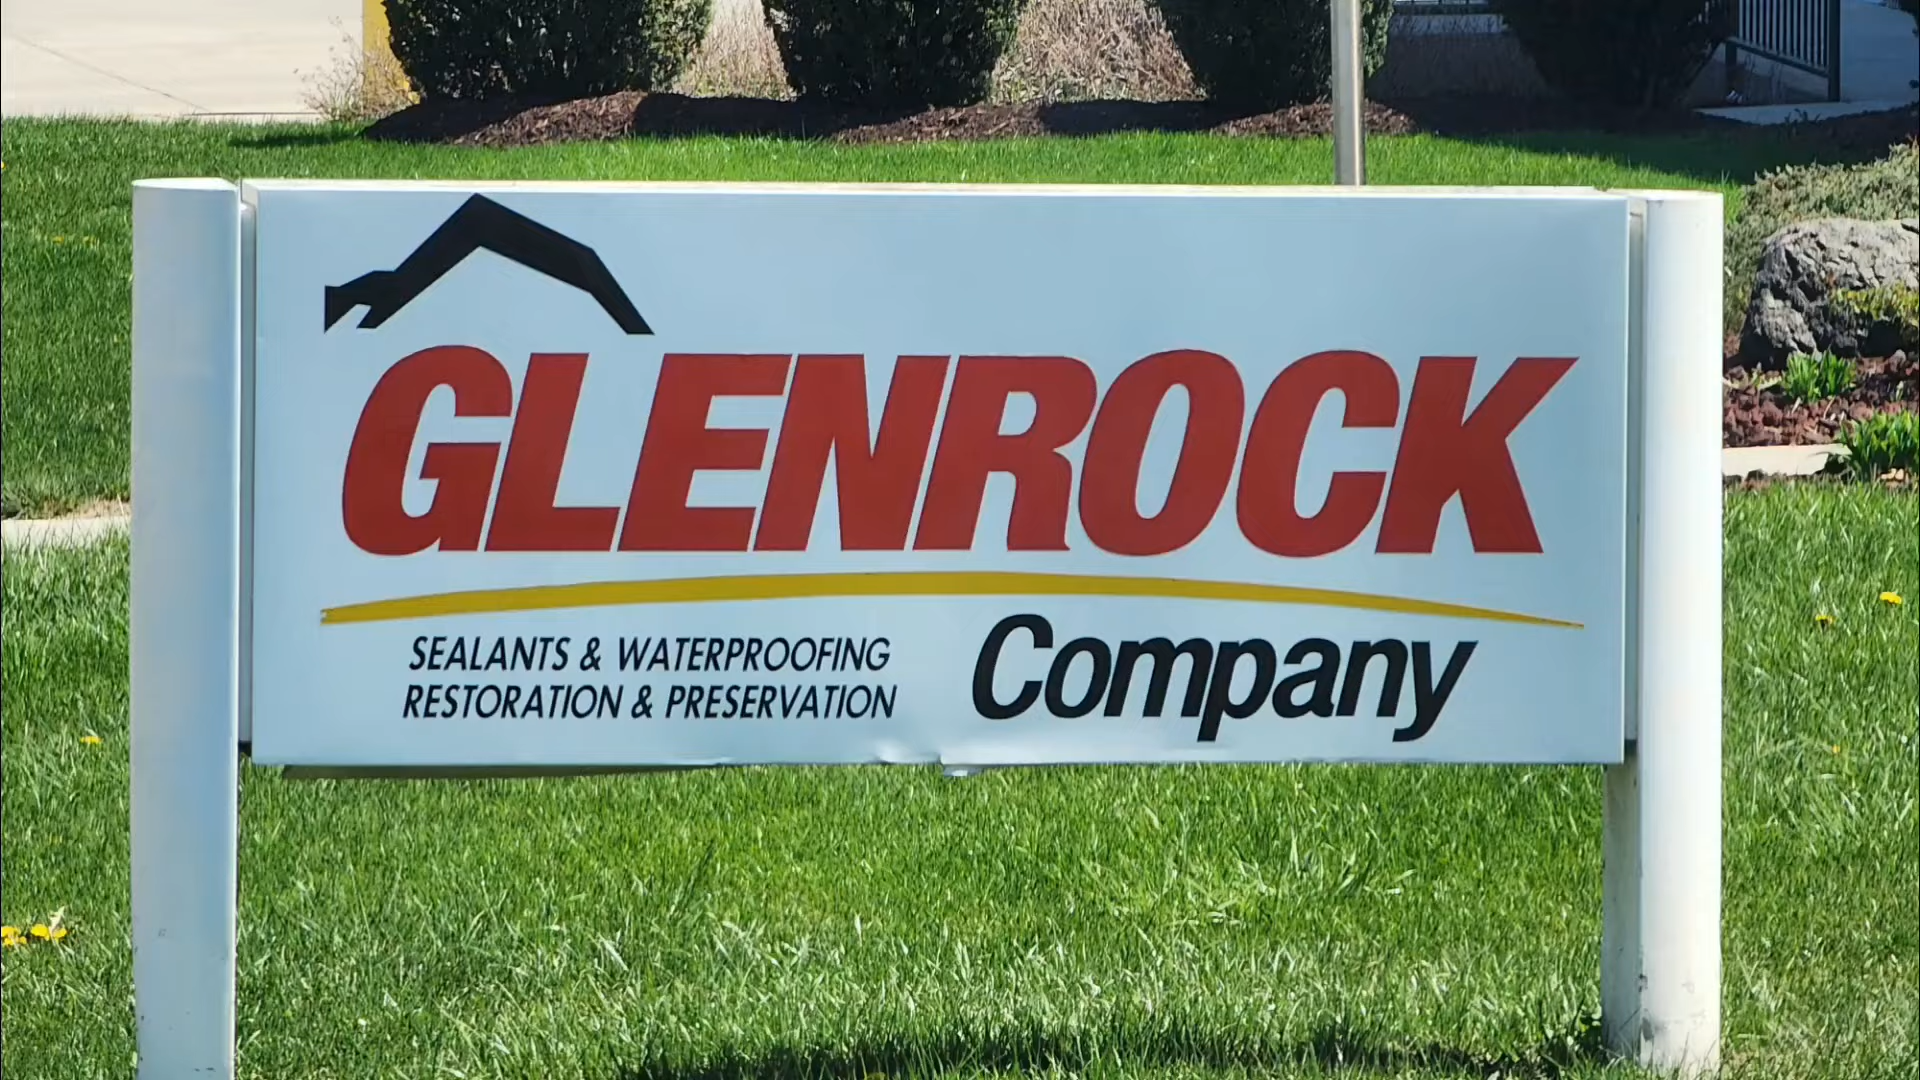 GLENROCK
Company
SEALANTS & WATERPROOFING
RESTORATION & PRESERVATION